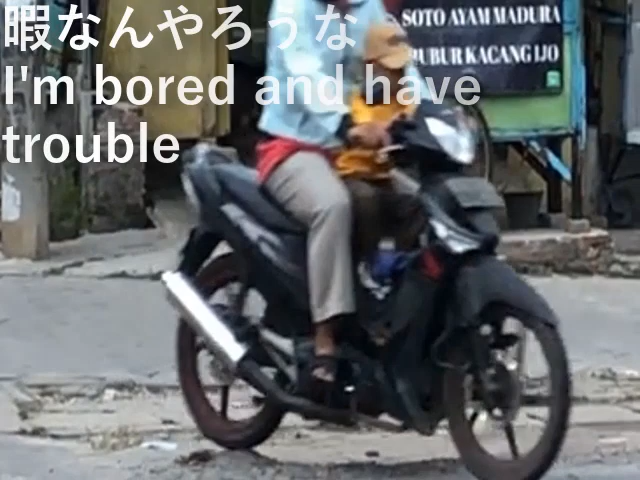 暇なんやろうな
I'm bored and have
trouble
SOTO AYAM MADURA
BUBUR KACANG IJO